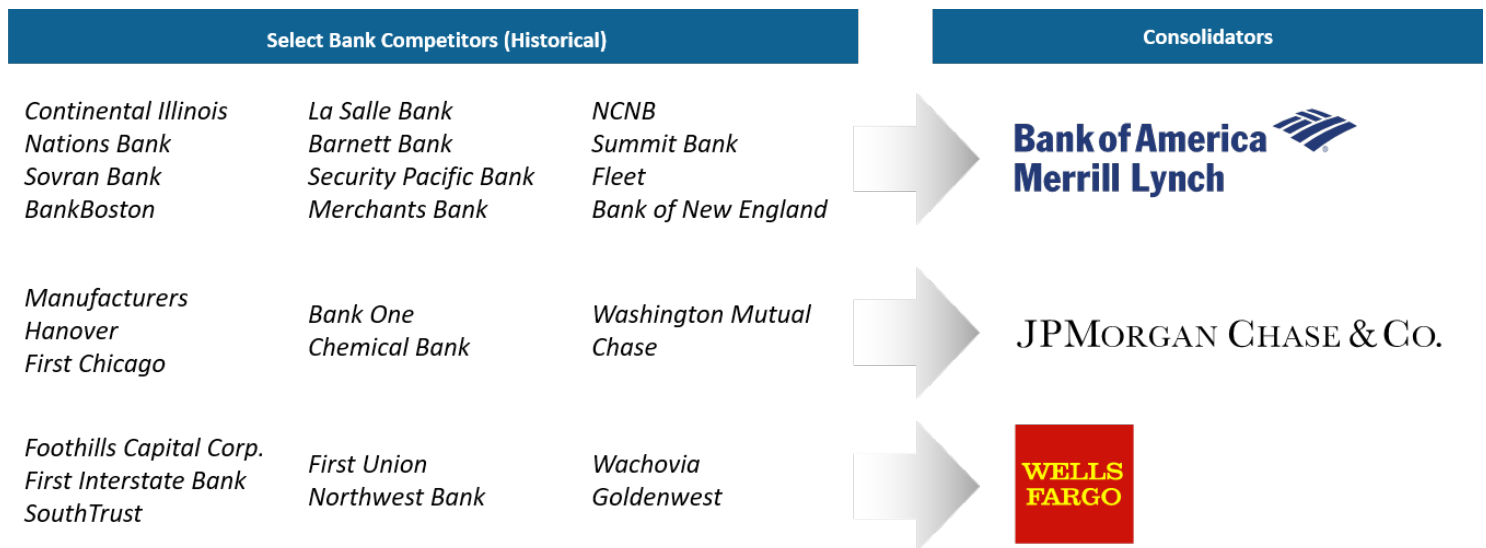 Select Bank Competitors (Historical)
Consolidators
Continental Illinois
Nations Bank
Sovran Bank
BankBoston
La Salle Bank
Barnett Bank
Security Pacific Bank
Merchants Bank
NCNB
Summit Bank
Fleet
Bank of New England
Bank of America
Merrill Lynch
Manufacturers
Hanover
First Chicago
Bank One
Chemical Bank
Washington Mutual
Chase
JPMORGAN CHASE & CO.
Foothills Capital Corp.
First Interstate Bank
SouthTrust
First Union
Northwest Bank
Wachovia
Goldenwest
WELLS
FARGO